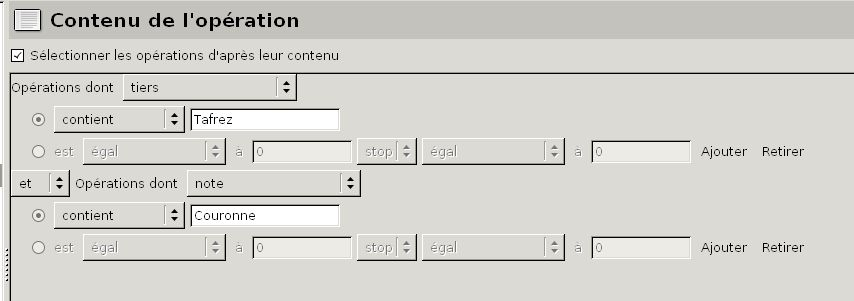 Contenu de l'opération
Sélectionner les opérations d'après leur contenu
Opérations dont tiers
contient Tafrez
est égal à 0 stop égal à 0 Ajouter Retirer
et Opérations dont note
contient Couronne
est égal à 0 stop égal à 0 Ajouter Retirer